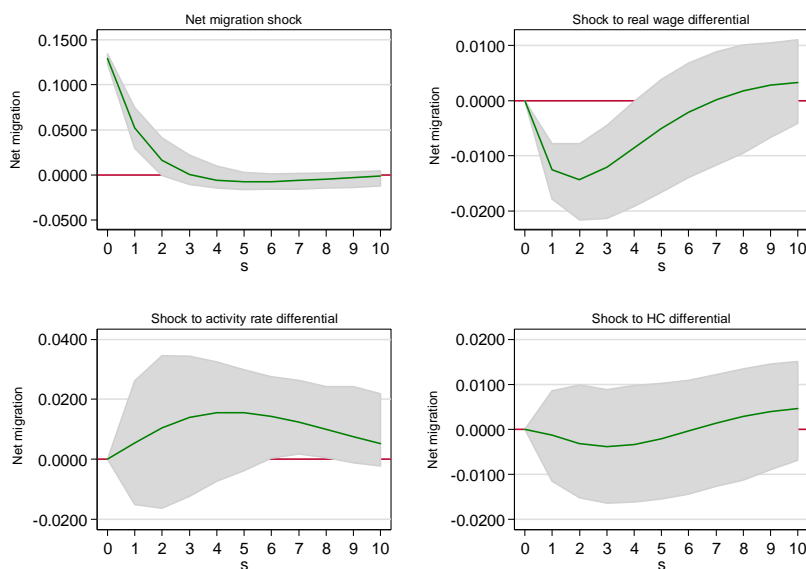 Net migration shock
0.1500
0.1000
0.0500
0.0000
-0.0500
Net migration
0 1 2 3 4 5 6 7 8 9 10
s
Shock to real wage differential
0.0100
0.0000
-0.0100
-0.0200
Net migration
0 1 2 3 4 5 6 7 8 9 10
s
Shock to activity rate differential
0.0400
0.0200
0.0000
-0.0200
Net migration
0 1 2 3 4 5 6 7 8 9 10
s
Shock to HC differential
0.0200
0.0100
0.0000
-0.0100
-0.0200
Net migration
0 1 2 3 4 5 6 7 8 9 10
s